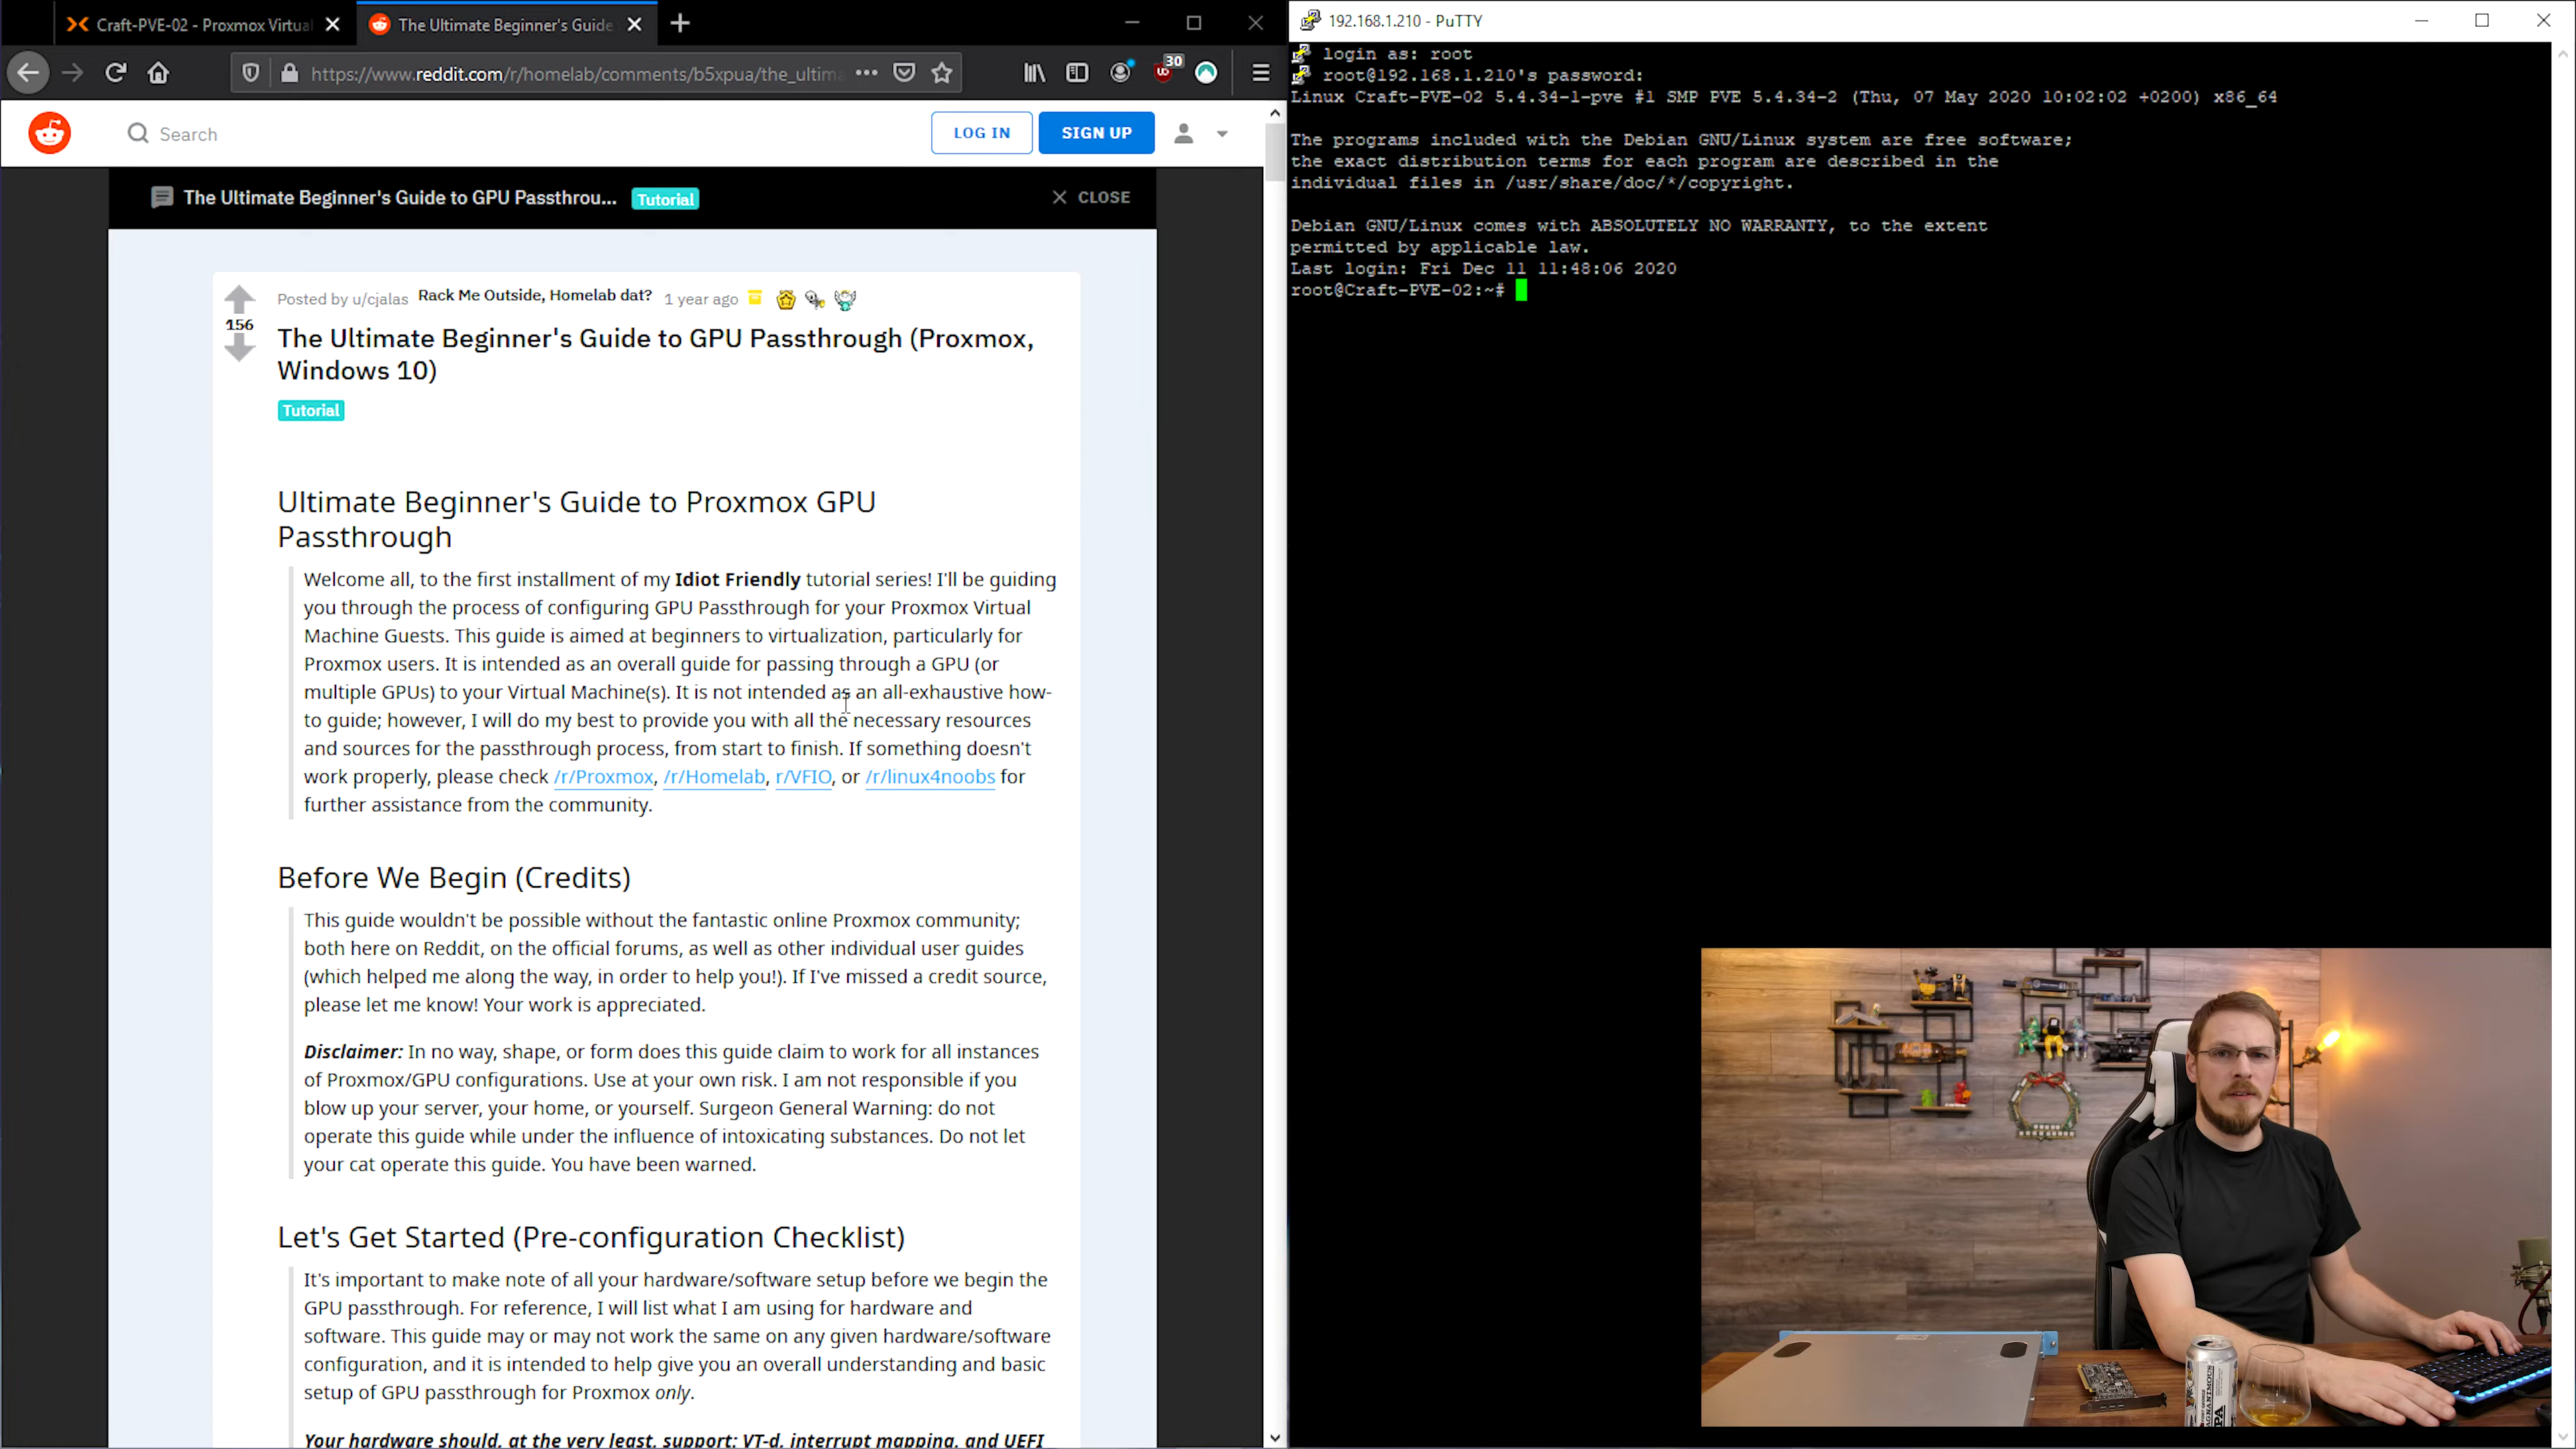 Craft-PVE-02 - Proxmox Virtual
The Ultimate Beginner's Guide
https://www.reddit.com/r/homelab/comments/b5xpua/the_ultima
30
Search
LOG IN
SIGN UP
The Ultimate Beginner's Guide to GPU Passthrou...
Tutorial
CLOSE
156
Posted by u/cjalas Rack Me Outside, Homelab dat? 1 year ago
The Ultimate Beginner's Guide to GPU Passthrough (Proxmox,
Windows 10)
Tutorial
Ultimate Beginner's Guide to Proxmox GPU
Passthrough
Welcome all, to the first installment of my Idiot Friendly tutorial series! I'll be guiding
you through the process of configuring GPU Passthrough for your Proxmox Virtual
Machine Guests. This guide is aimed at beginners to virtualization, particularly for
Proxmox users. It is intended as an overall guide for passing through a GPU (or
multiple GPUs) to your Virtual Machine(s). It is not intended as an all-exhaustive how-
to guide; however, I will do my best to provide you with all the necessary resources
and sources for the passthrough process, from start to finish. If something doesn't
work properly, please check /r/Proxmox, /r/Homelab, r/VFIO, or /r/linux4noobs for
further assistance from the community.
Before We Begin (Credits)
This guide wouldn't be possible without the fantastic online Proxmox community;
both here on Reddit, on the official forums, as well as other individual user guides
(which helped me along the way, in order to help you!). If I've missed a credit source,
please let me know! Your work is appreciated.
Disclaimer: In no way, shape, or form does this guide claim to work for all instances
of Proxmox/GPU configurations. Use at your own risk. I am not responsible if you
blow up your server, your home, or yourself. Surgeon General Warning: do not
operate this guide while under the influence of intoxicating substances. Do not let
your cat operate this guide. You have been warned.
Let's Get Started (Pre-configuration Checklist)
It's important to make note of all your hardware/software setup before we begin the
GPU passthrough. For reference, I will list what I am using for hardware and
software. This guide may or may not work the same on any given hardware/software
configuration, and it is intended to help give you an overall understanding and basic
setup of GPU passthrough for Proxmox only.
Your hardware should, at the very least, support: VT-d, interrupt mapping, and UEFI
192.168.1.210 - PuTTY
login as: root
root@192.168.1.210's password:
Linux Craft-PVE-02 5.4.34-1-pve #1 SMP PVE 5.4.34-2 (Thu, 07 May 2020 10:02:02 +0200) x86_64
The programs included with the Debian GNU/Linux system are free software;
the exact distribution terms for each program are described in the
individual files in /usr/share/doc/*/copyright.
Debian GNU/Linux comes with ABSOLUTELY NO WARRANTY, to the extent
permitted by applicable law.
Last login: Fri Dec 11 11:48:06 2020
root@Craft-PVE-02:~#